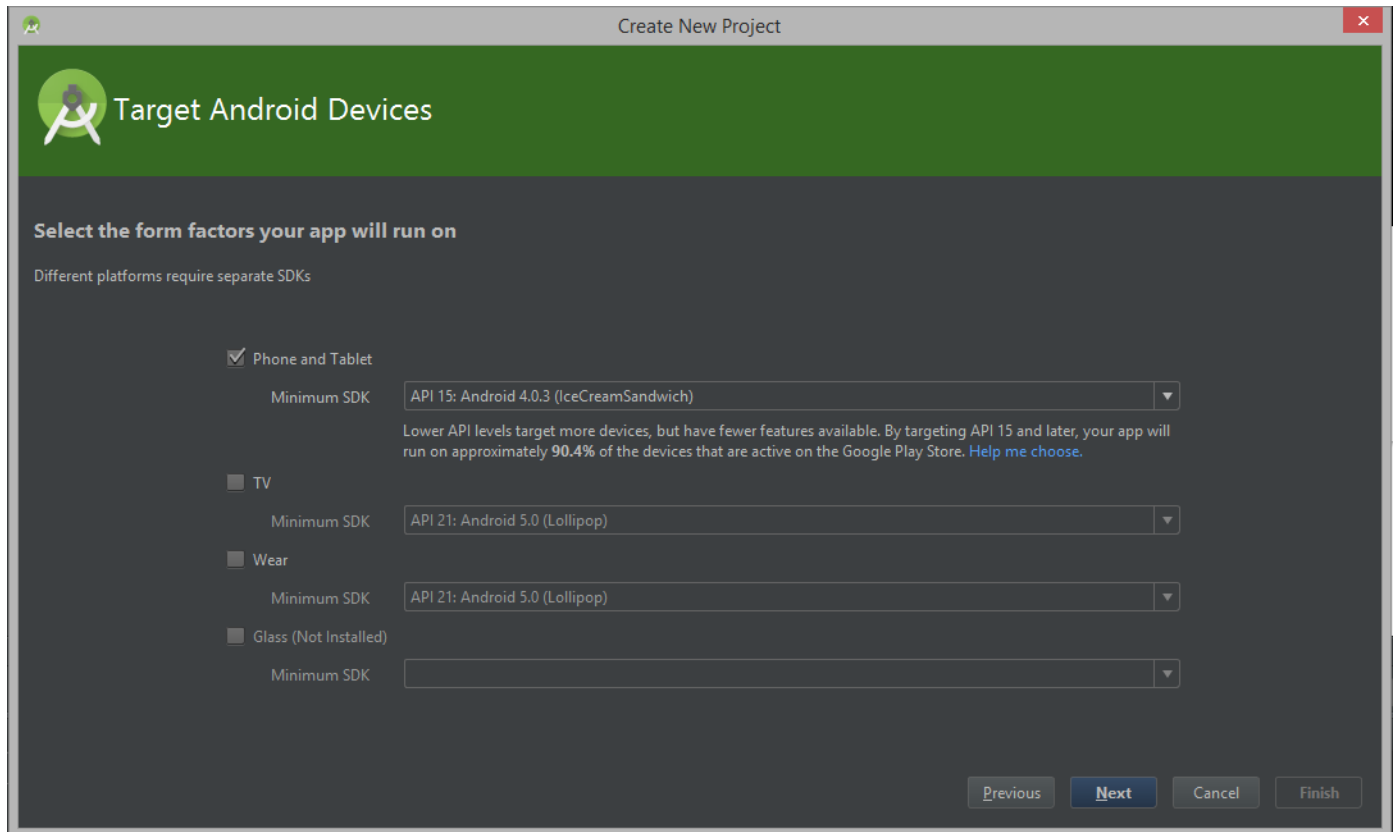 Create New Project
Target Android Devices
Select the form factors your app will run on
Different platforms require separate SDKs
Phone and Tablet
Minimum SDK API 15: Android 4.0.3 (IceCreamSandwich)
Lower API levels target more devices, but have fewer features available. By targeting API 15 and later, your app will
run on approximately 90.4% of the devices that are active on the Google Play Store. Help me choose.
TV
Minimum SDK API 21: Android 5.0 (Lollipop)
Wear
Minimum SDK API 21: Android 5.0 (Lollipop)
Glass (Not Installed)
Minimum SDK
Previous Next Cancel Finish